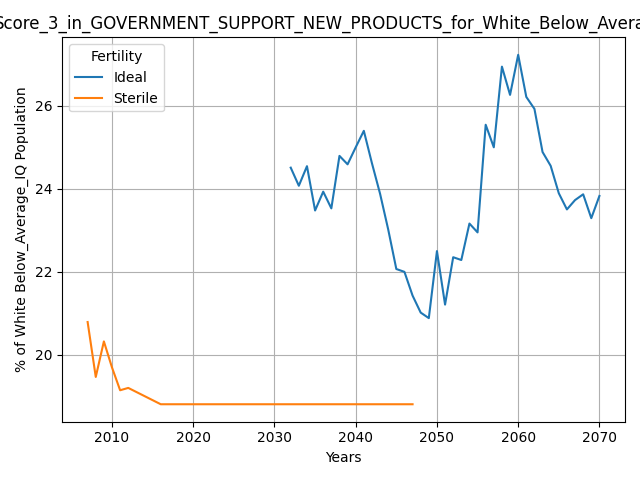 Score_3_in_GOVERNMENT_SUPPORT_NEW_PRODUCTS_for_White_Below_Avera
Fertility
Ideal
Sterile
26
24
22
20
% of White Below_Average_IQ Population
2010 2020 2030 2040 2050 2060 2070
Years